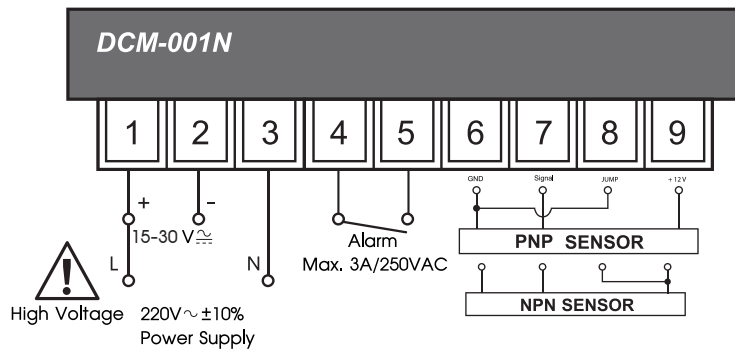 DCM-001N
1 2 3 4 5 6 7 8 9
GND Signal JUMP +12V
+ -
15-30 V⎓
PNP SENSOR
Alarm
L N Max. 3A/250VAC
NPN SENSOR
High Voltage 220V~ ±10%
Power Supply